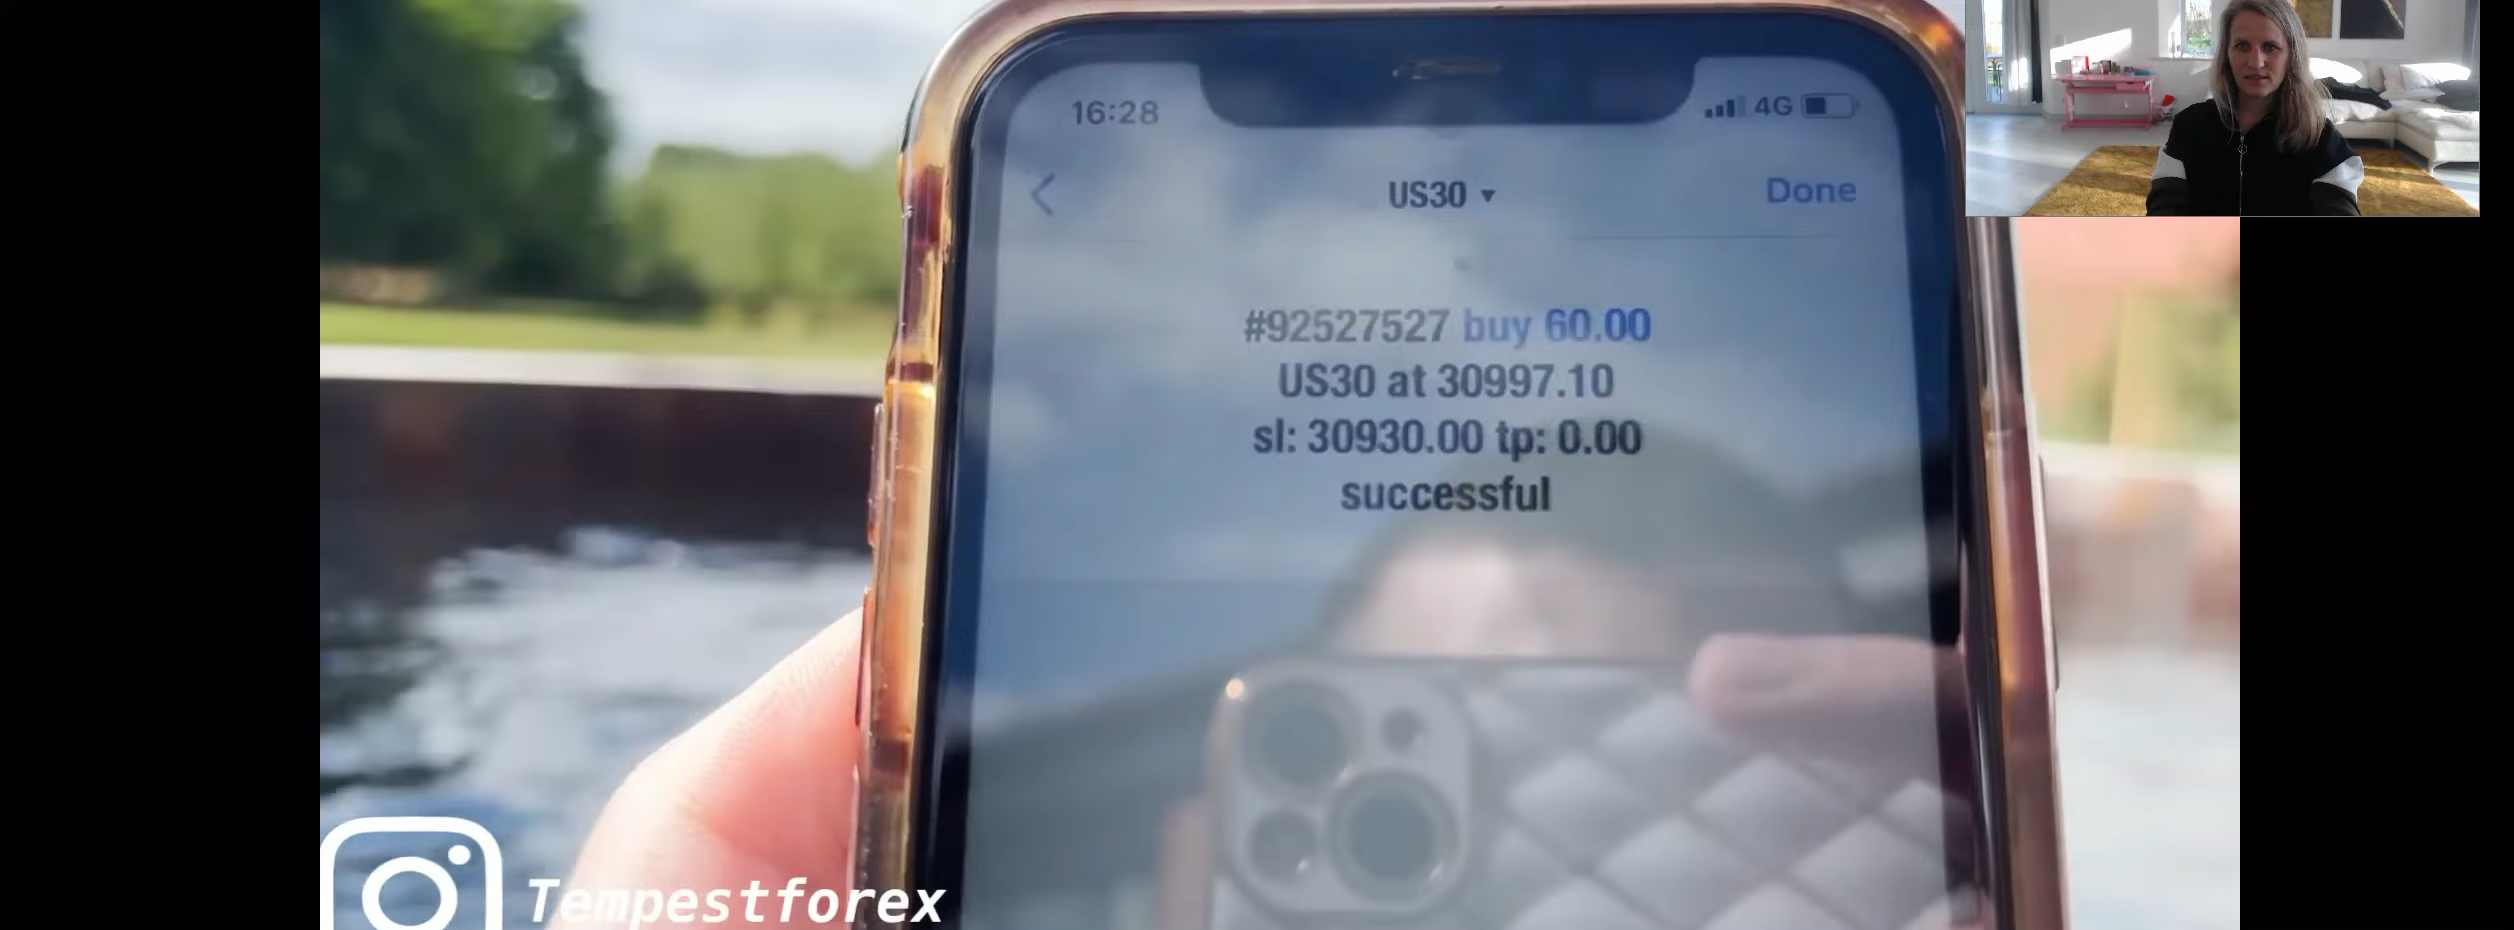 16:28
4G
US30
Done
#92527527 buy 60.00
US30 at 30997.10
sl: 30930.00 tp: 0.00
successful
Tempestforex